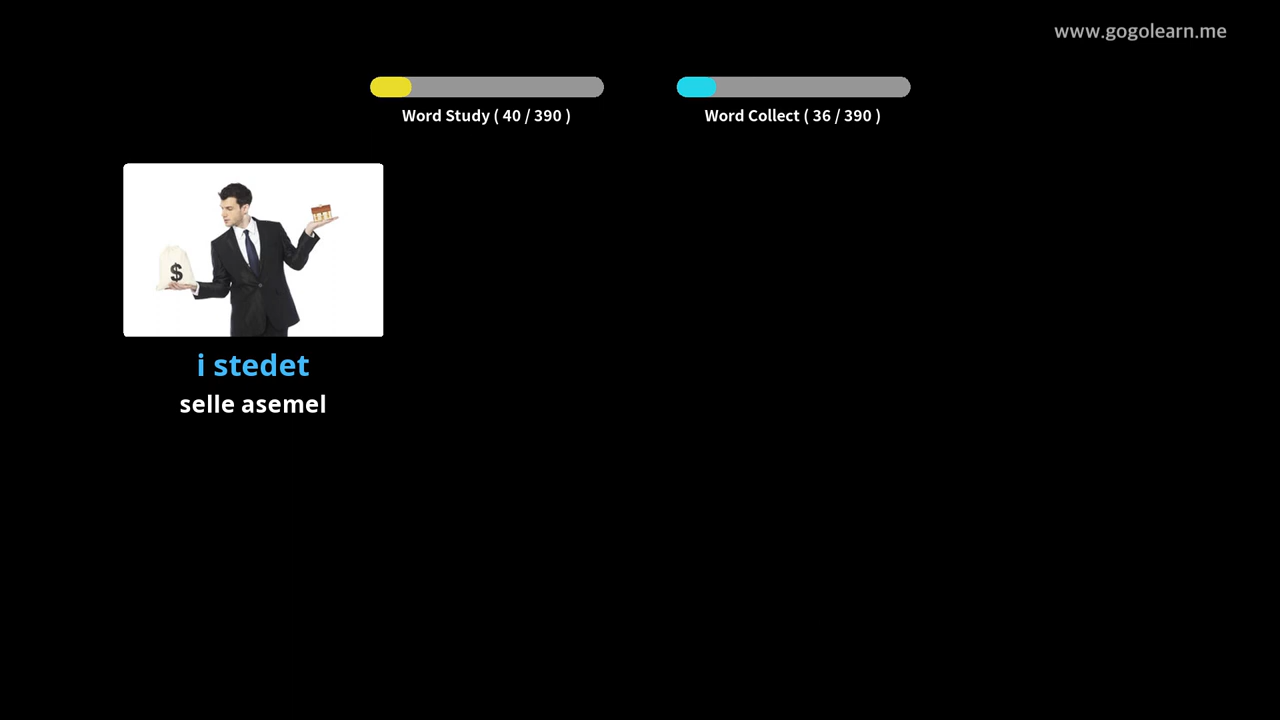 www.gogolearn.me
Word Study ( 40 / 390 )
Word Collect ( 36 / 390 )
$
i stedet
selle asemel